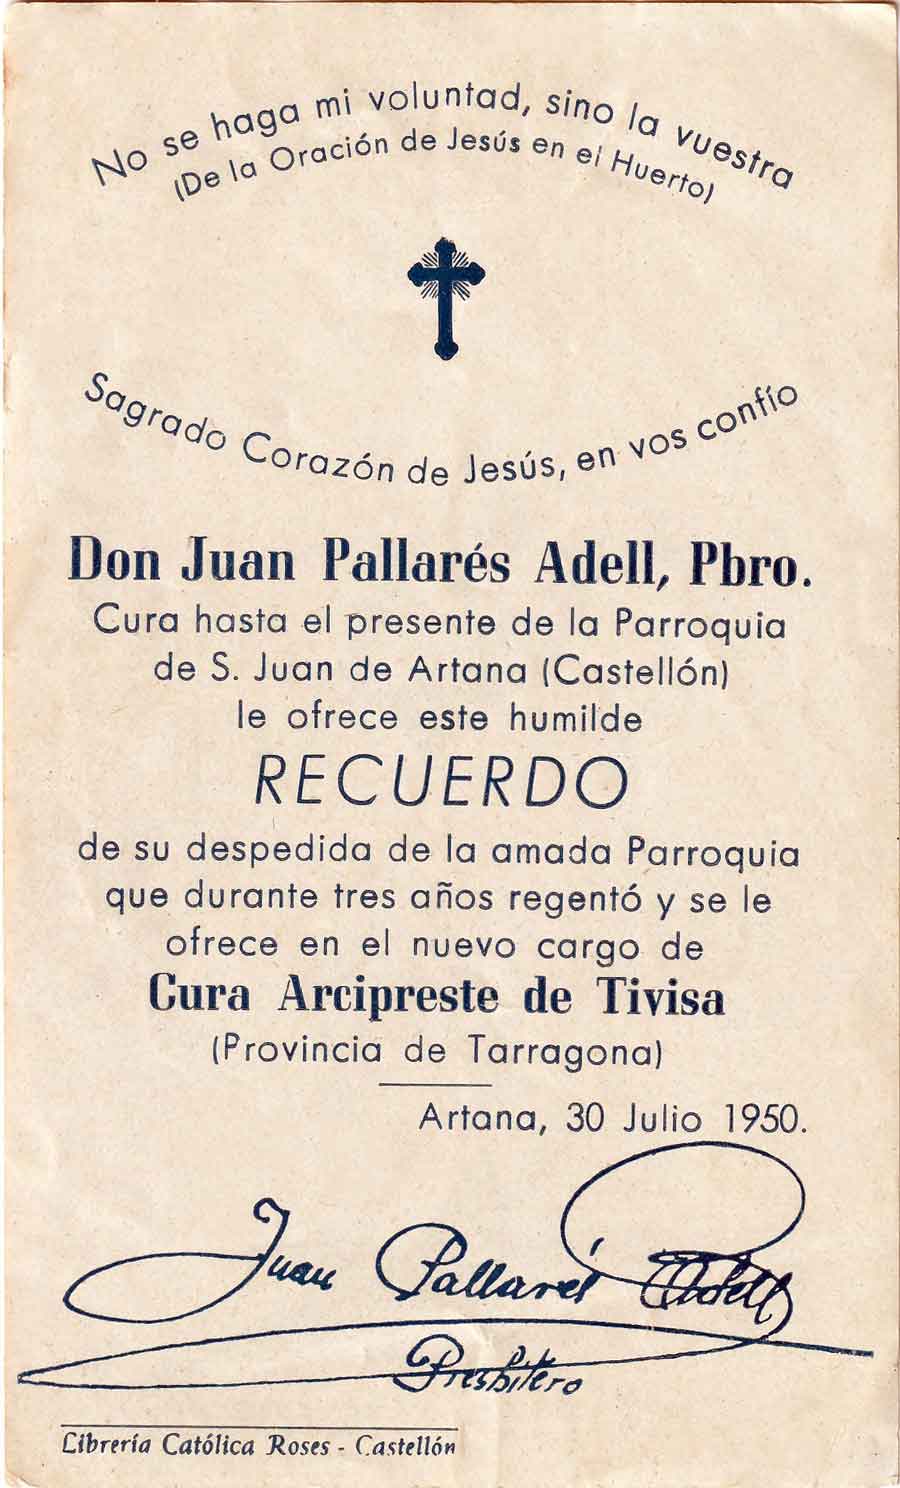 No se haga mi voluntad, sino la vuestra
(De la Oración de Jesús en el Huerto)
Sagrado Corazón de Jesús, en vos confío
Don Juan Pallarés Adell, Pbro.
Cura hasta el presente de la Parroquia
de S. Juan de Artana (Castellón)
le ofrece este humilde
RECUERDO
de su despedida de la amada Parroquia
que durante tres años regentó y se le
ofrece en el nuevo cargo de
Cura Arcipreste de Tivisa
(Provincia de Tarragona)
Artana, 30 Julio 1950.
Juan Pallarés Adell
Presbítero
Librería Católica Roses - Castellón